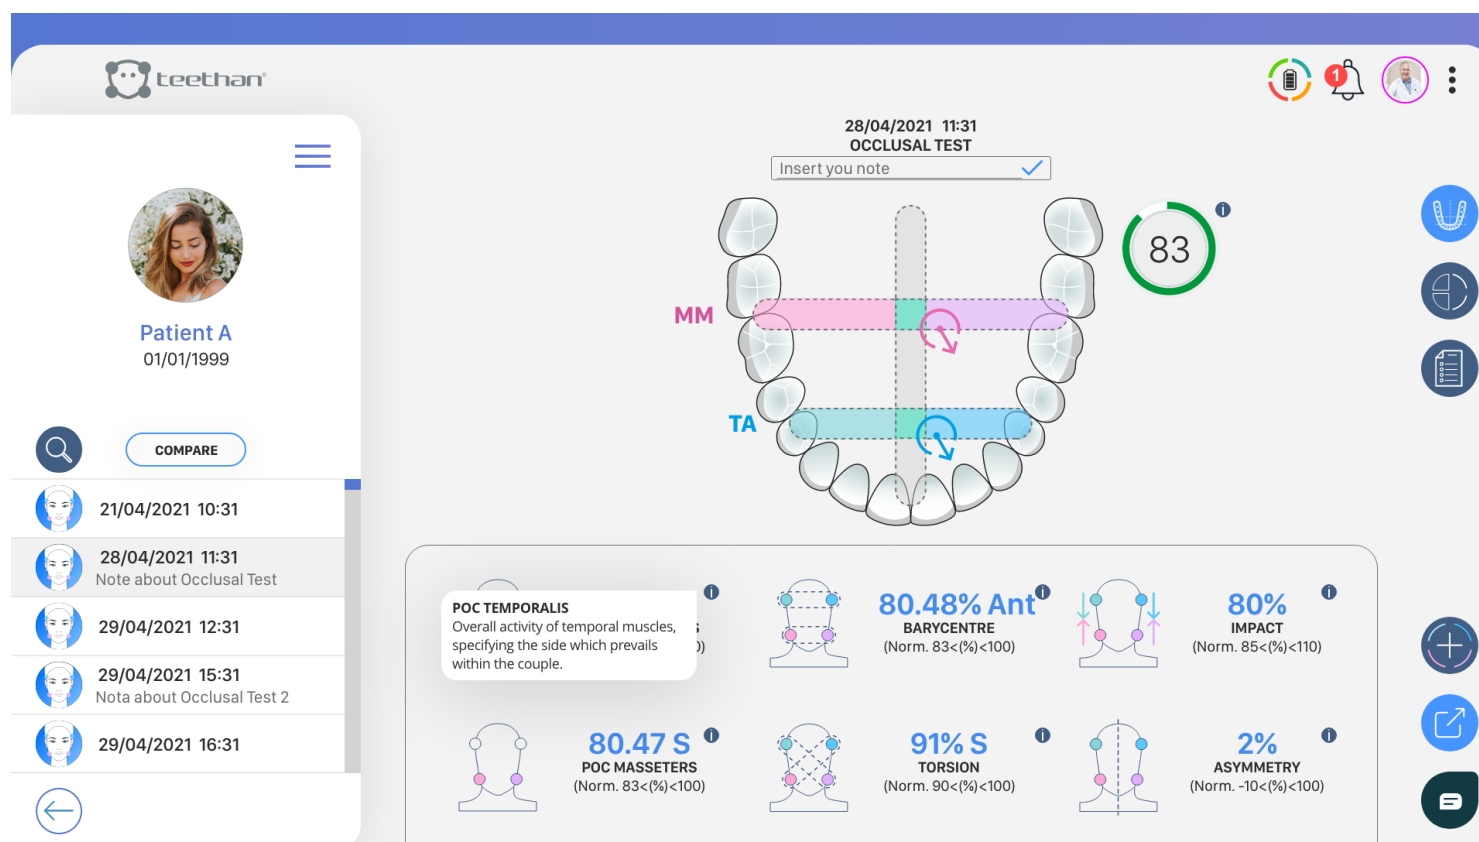 teethan®
1
28/04/2021 11:31
OCCLUSAL TEST
Insert you note
83
MM
TA
Patient A
01/01/1999
COMPARE
21/04/2021 10:31
28/04/2021 11:31
Note about Occlusal Test
29/04/2021 12:31
29/04/2021 15:31
Nota about Occlusal Test 2
29/04/2021 16:31
POC TEMPORALIS
Overall activity of temporal muscles,
specifying the side which prevails
within the couple.
80.48% Ant
BARYCENTRE
(Norm. 83<(%)<100)
80%
IMPACT
(Norm. 85<(%)<110)
80.47 S
POC MASSETERS
(Norm. 83<(%)<100)
91% S
TORSION
(Norm. 90<(%)<100)
2%
ASYMMETRY
(Norm. -10<(%)<100)